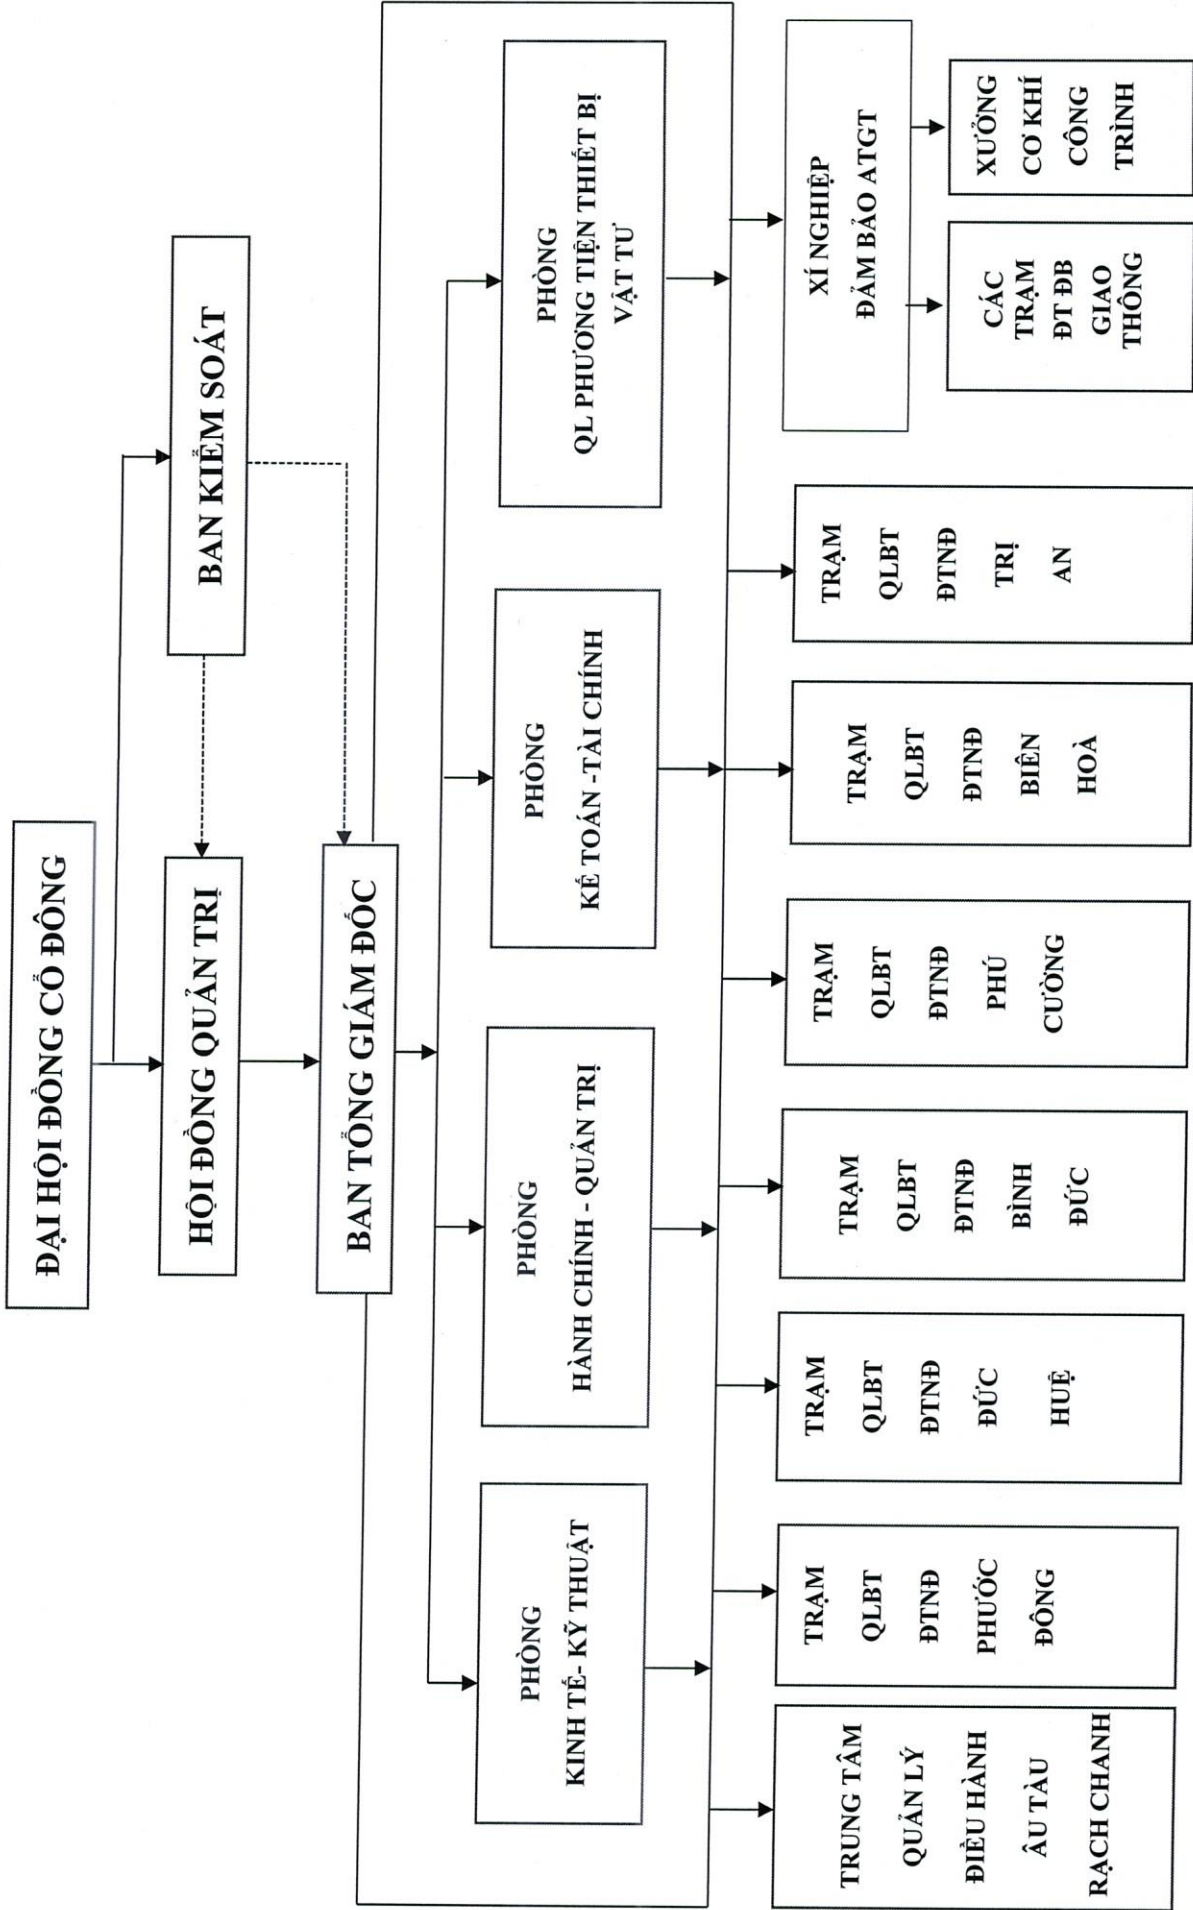 ĐẠI HỘI ĐỒNG CỔ ĐÔNG
HỘI ĐỒNG QUẢN TRỊ
BAN KIỂM SOÁT
BAN TỔNG GIÁM ĐỐC
PHÒNG
KINH TẾ- KỸ THUẬT
PHÒNG
HÀNH CHÍNH - QUẢN TRỊ
PHÒNG
KẾ TOÁN -TÀI CHÍNH
PHÒNG
QL PHƯƠNG TIỆN THIẾT BỊ
VẬT TƯ
TRUNG TÂM
QUẢN LÝ
ĐIỀU HÀNH
ÂU TÀU
RẠCH CHANH
TRẠM
QLBT
ĐTNĐ
PHƯỚC
ĐÔNG
TRẠM
QLBT
ĐTNĐ
ĐỨC
HUỆ
TRẠM
QLBT
ĐTNĐ
BÌNH
ĐỨC
TRẠM
QLBT
ĐTNĐ
PHÚ
CƯỜNG
TRẠM
QLBT
ĐTNĐ
BIÊN
HOÀ
TRẠM
QLBT
ĐTNĐ
TRỊ
AN
XÍ NGHIỆP
ĐẢM BẢO ATGT
CÁC
TRẠM
ĐT ĐB
GIAO
THÔNG
XƯỞNG
CƠ KHÍ
CÔNG
TRÌNH